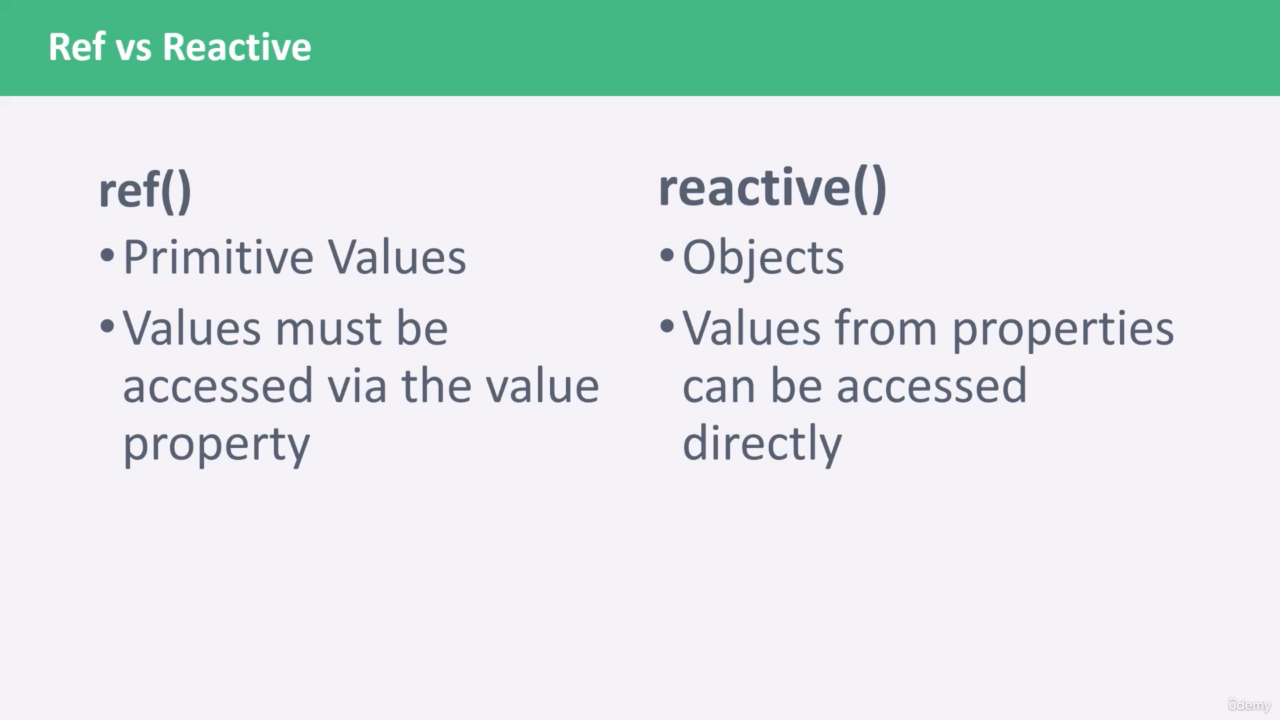 Ref vs Reactive
ref()
•Primitive Values
•Values must be
accessed via the value
property
reactive()
•Objects
•Values from properties
can be accessed
directly
ûdemy